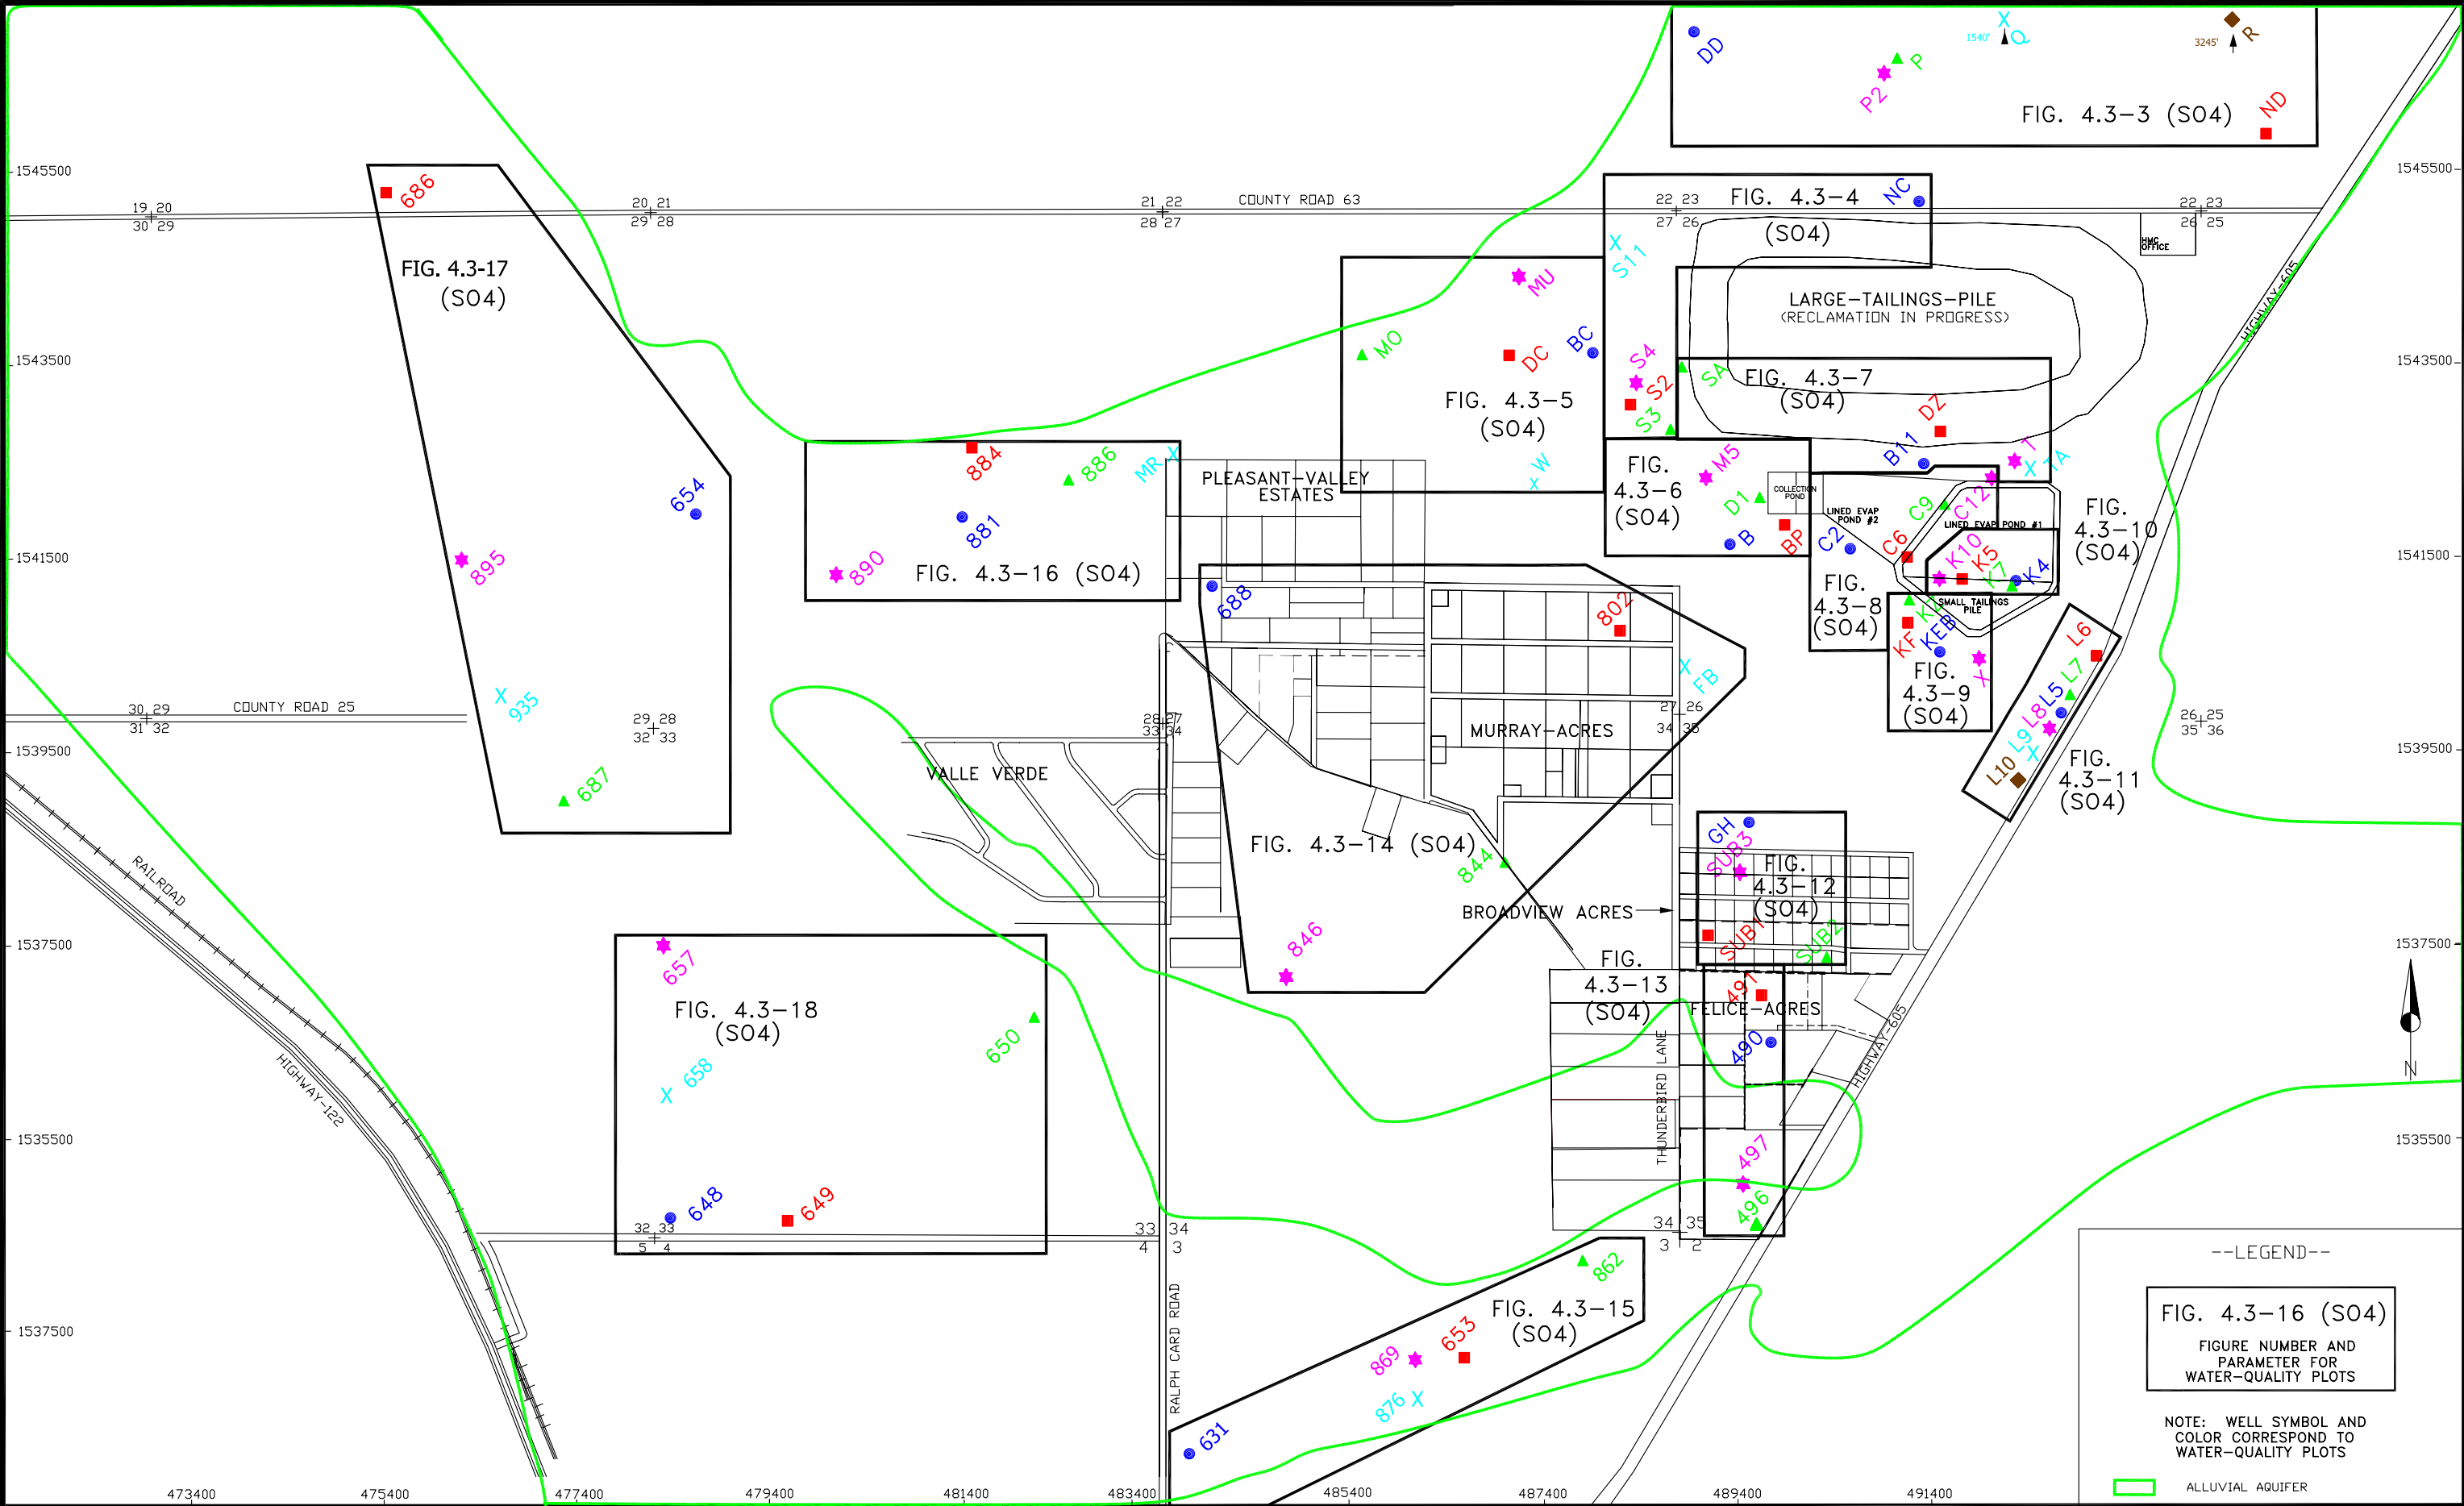 DD
P2
P
1540'
X
Q
3245'
R
ND
FIG. 4.3-3 (SO4)
1545500
1545500
686
19 20
30 29
20 21
29 28
21 22
28 27
COUNTY ROAD 63
22 23
27 26
22 23
26 25
FIG. 4.3-4
(SO4)
NC
HMC
OFFICE
HIGHWAY-605
FIG. 4.3-17
(SO4)
X
S11
MU
MO
DC
BC
FIG. 4.3-5
(SO4)
W
X
LARGE-TAILINGS-PILE
(RECLAMATION IN PROGRESS)
1543500
1543500
S4
S2
S3
SA
FIG. 4.3-7
(SO4)
DZ
B11
T
X
TA
884
886
MR X
881
890
FIG. 4.3-16 (SO4)
654
895
PLEASANT-VALLEY
ESTATES
FIG.
4.3-6
(SO4)
M5
D1
B
BP
COLLECTION
POND
LINED EVAP
POND #2
C2
C9
C12
C6
LINED EVAP POND #1
FIG.
4.3-10
(SO4)
K10
K5
K7
K4
1541500
1541500
FIG.
4.3-8
(SO4)
SMALL TAILINGS
PILE
K2
KF
KEB
X
FIG.
4.3-9
(SO4)
688
802
X
FB
L6
L7
L5
L8
L9
X
L10
FIG.
4.3-11
(SO4)
X
935
30 29
31 32
COUNTY ROAD 25
29 28
32 33
28 27
33 34
27 26
34 35
26 25
35 36
MURRAY-ACRES
1539500
1539500
VALLE VERDE
687
FIG. 4.3-14 (SO4)
844
846
GH
SUB3
FIG.
4.3-12
(SO4)
SUB1
SUB2
BROADVIEW ACRES
RAILROAD
1537500
1537500
657
FIG. 4.3-18
(SO4)
650
X 658
648
649
FIG.
4.3-13
(SO4)
491
FELICE-ACRES
490
THUNDERBIRD LANE
HIGHWAY-605
497
496
N
HIGHWAY-122
1535500
1535500
32 33
5 4
33 34
4 3
34 35
3 2
862
FIG. 4.3-15
(SO4)
653
869
876 X
631
RALPH CARD ROAD
1537500
--LEGEND--
FIG. 4.3-16 (SO4)
FIGURE NUMBER AND
PARAMETER FOR
WATER-QUALITY PLOTS
NOTE: WELL SYMBOL AND
COLOR CORRESPOND TO
WATER-QUALITY PLOTS
ALLUVIAL AQUIFER
473400
475400
477400
479400
481400
483400
485400
487400
489400
491400